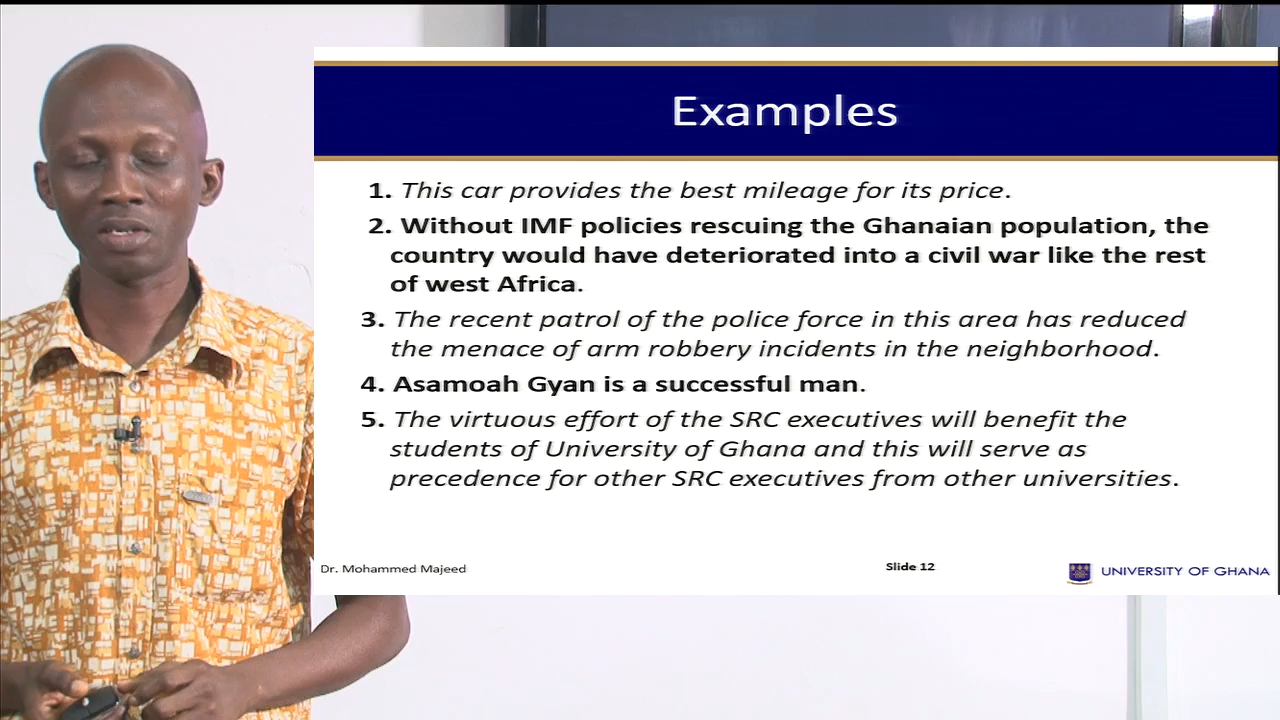 Examples
1. This car provides the best mileage for its price.
2. Without IMF policies rescuing the Ghanaian population, the
country would have deteriorated into a civil war like the rest
of west Africa.
3. The recent patrol of the police force in this area has reduced
the menace of arm robbery incidents in the neighborhood.
4. Asamoah Gyan is a successful man.
5. The virtuous effort of the SRC executives will benefit the
students of University of Ghana and this will serve as
precedence for other SRC executives from other universities.
Dr. Mohammed Majeed
Slide 12
UNIVERSITY OF GHANA